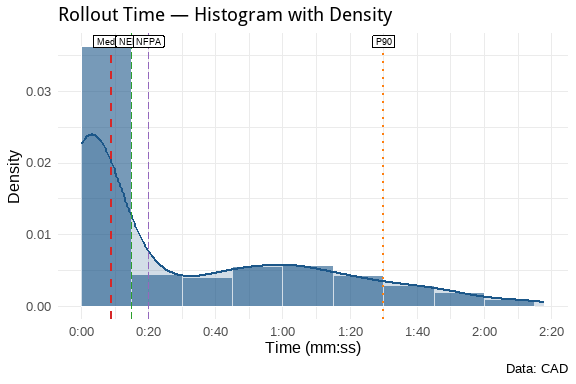 Rollout Time — Histogram with Density
Med NE NFPA P90
0.03
0.02
0.01
0.00
Density
0:00 0:20 0:40 1:00 1:20 1:40 2:00 2:20
Time (mm:ss)
Data: CAD